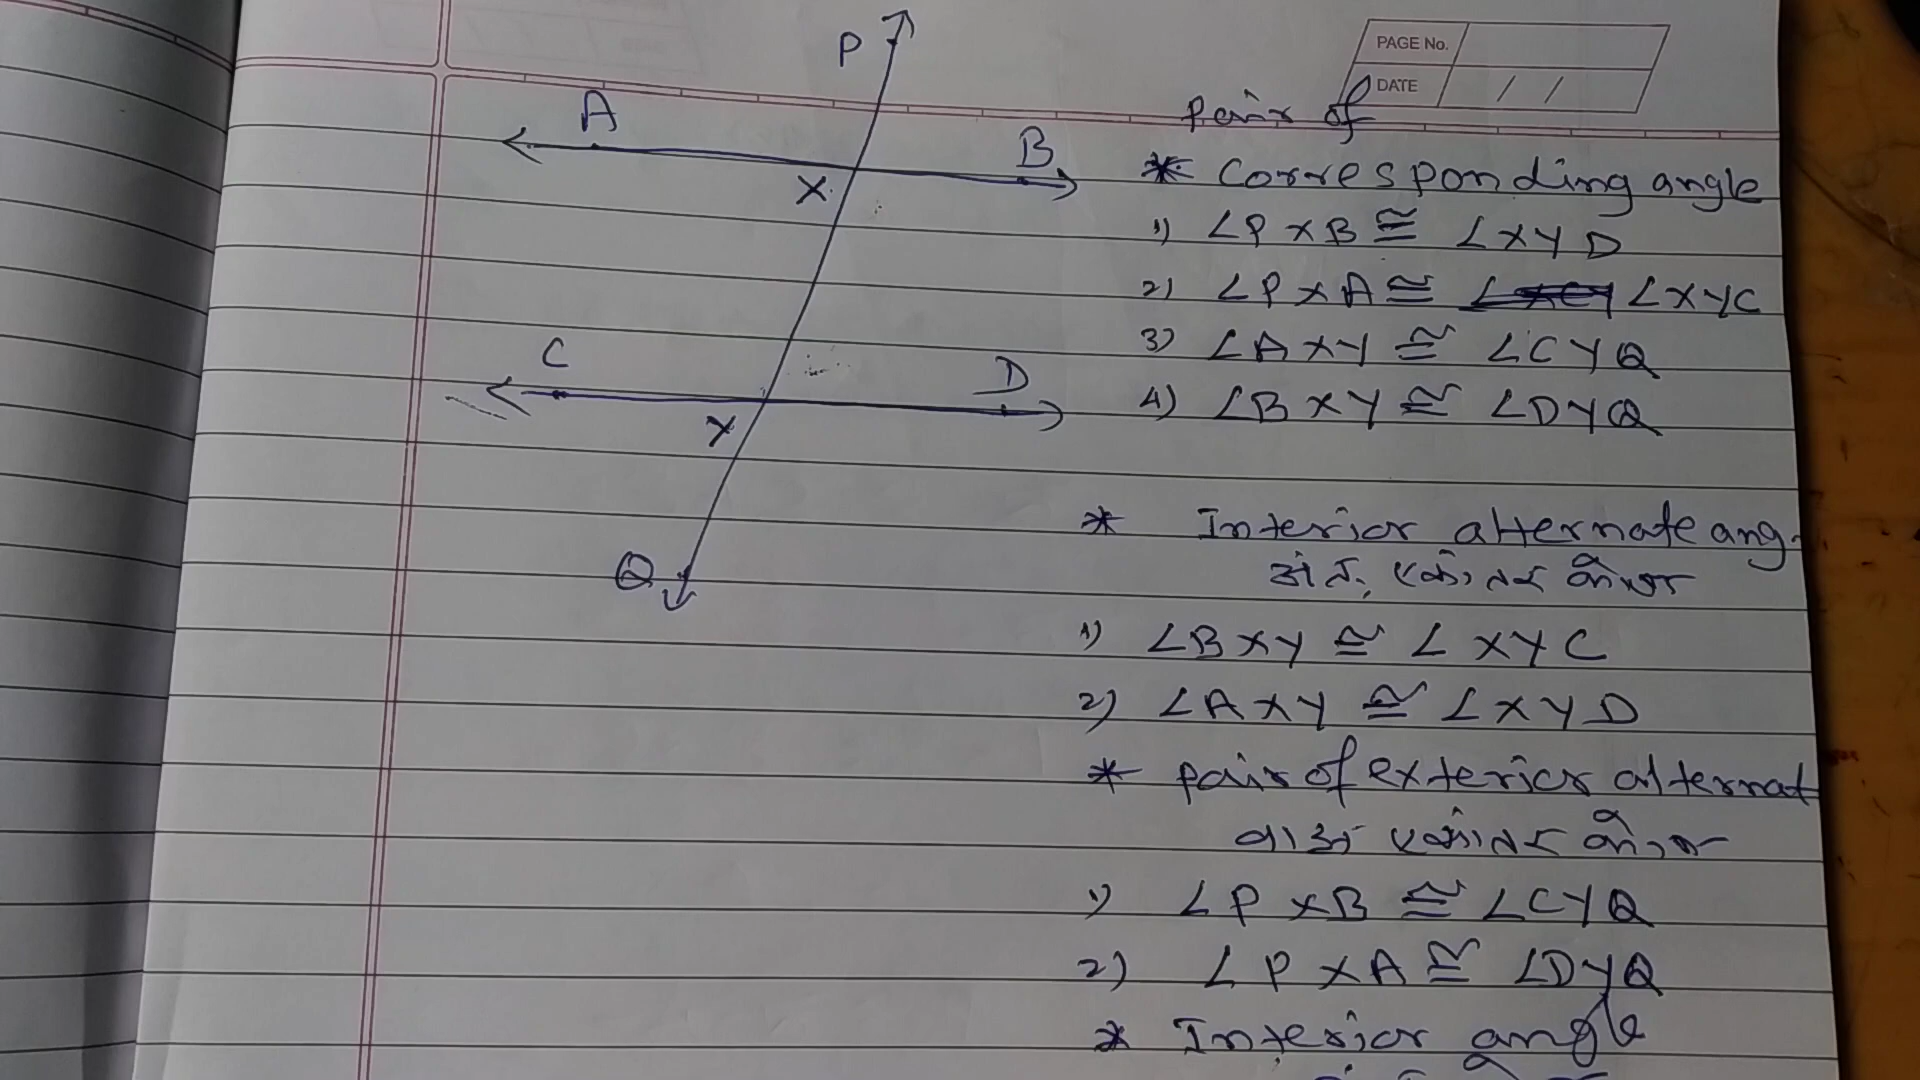 P
PAGE No.
DATE / /
A
B
X
C
D
Y
Q
Pair of
* Corresponding angle
1) ∠PXB ≅ ∠XYD
2) ∠PXA ≅ ∠XYC
3) ∠AXY ≅ ∠CYQ
4) ∠BXY ≅ ∠DYQ
* Interior alternate ang.
1) ∠BXY ≅ ∠XYC
2) ∠AXY ≅ ∠XYD
* pair of exterior alternat
1) ∠PXB ≅ ∠CYQ
2) ∠PXA ≅ ∠DYQ
* Interior angle